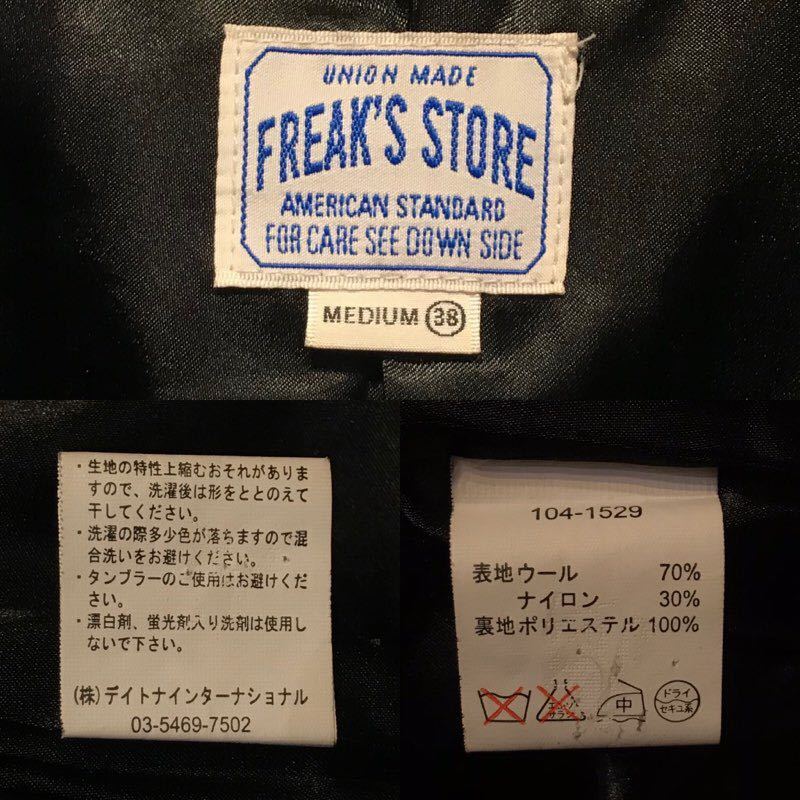 UNION MADE
FREAK'S STORE
AMERICAN STANDARD
FOR CARE SEE DOWN SIDE
MEDIUM 38
・生地の特性上縮むおそれがありま
すので、洗濯後は形をととのえて
干してください。
・洗濯の際多少色が落ちますので混
合洗いをお避けください。
・タンブラーのご使用はお避けくだ
さい。
・漂白剤、蛍光剤入り洗剤は使用し
ないで下さい。
(株)デイトナインターナショナル
03-5469-7502
104-1529
表地ウール 70%
ナイロン 30%
裏地ポリエステル 100%
エンソ
サラシ
中
ドライ
セキユ系